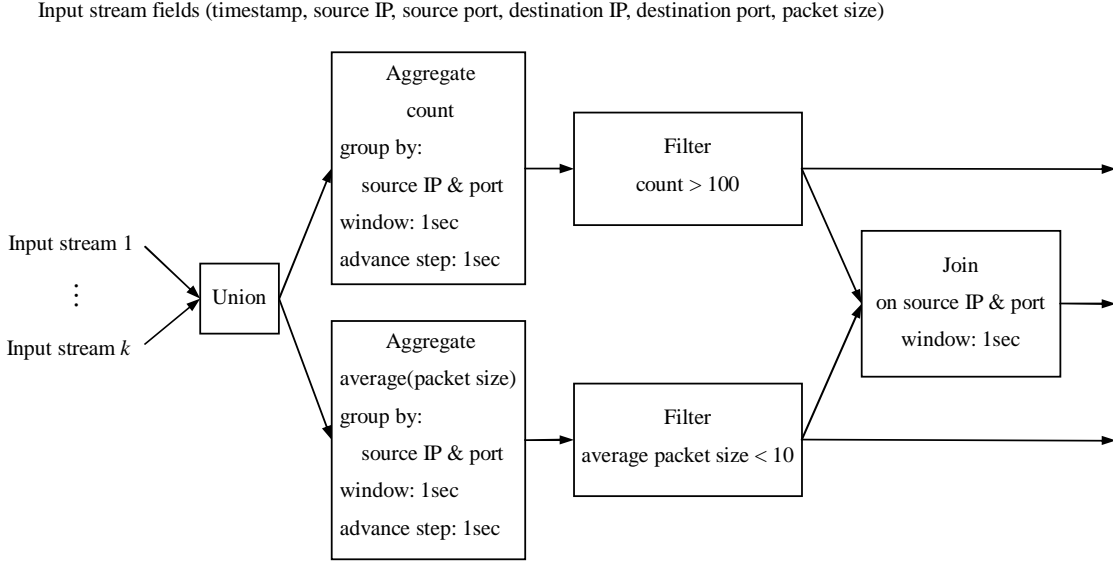 Input stream fields (timestamp, source IP, source port, destination IP, destination port, packet size)
Input stream 1
⋮
Input stream k
Union
Aggregate
count
group by:
source IP & port
window: 1sec
advance step: 1sec
Aggregate
average(packet size)
group by:
source IP & port
window: 1sec
advance step: 1sec
Filter
count > 100
Filter
average packet size < 10
Join
on source IP & port
window: 1sec